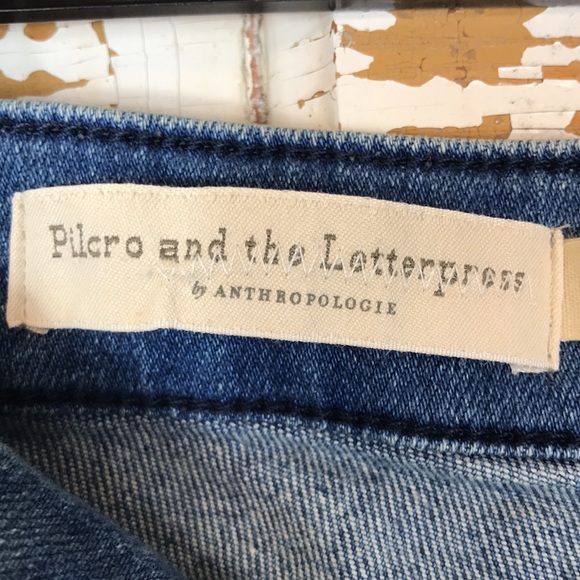 Pilcro and the Letterpress
by ANTHROPOLOGIE